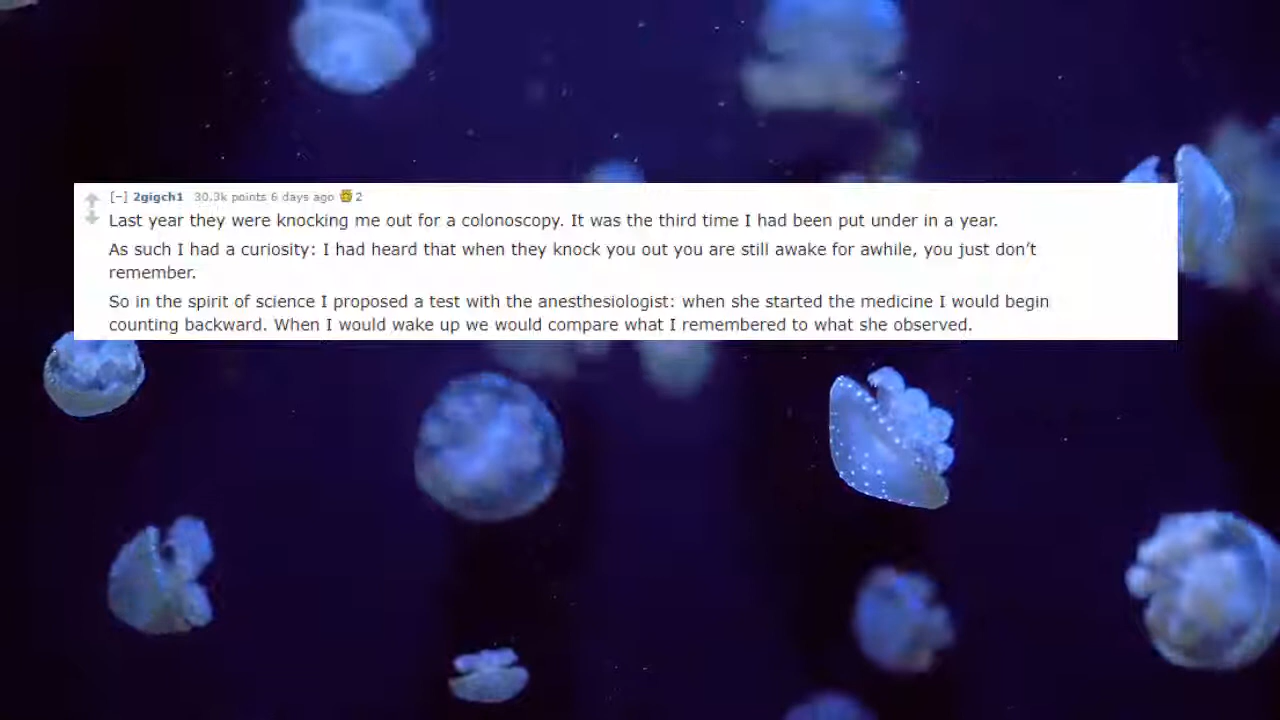 [−] 2gigch1 30.3k points 6 days ago 2
Last year they were knocking me out for a colonoscopy. It was the third time I had been put under in a year.
As such I had a curiosity: I had heard that when they knock you out you are still awake for awhile, you just don’t
remember.
So in the spirit of science I proposed a test with the anesthesiologist: when she started the medicine I would begin
counting backward. When I would wake up we would compare what I remembered to what she observed.